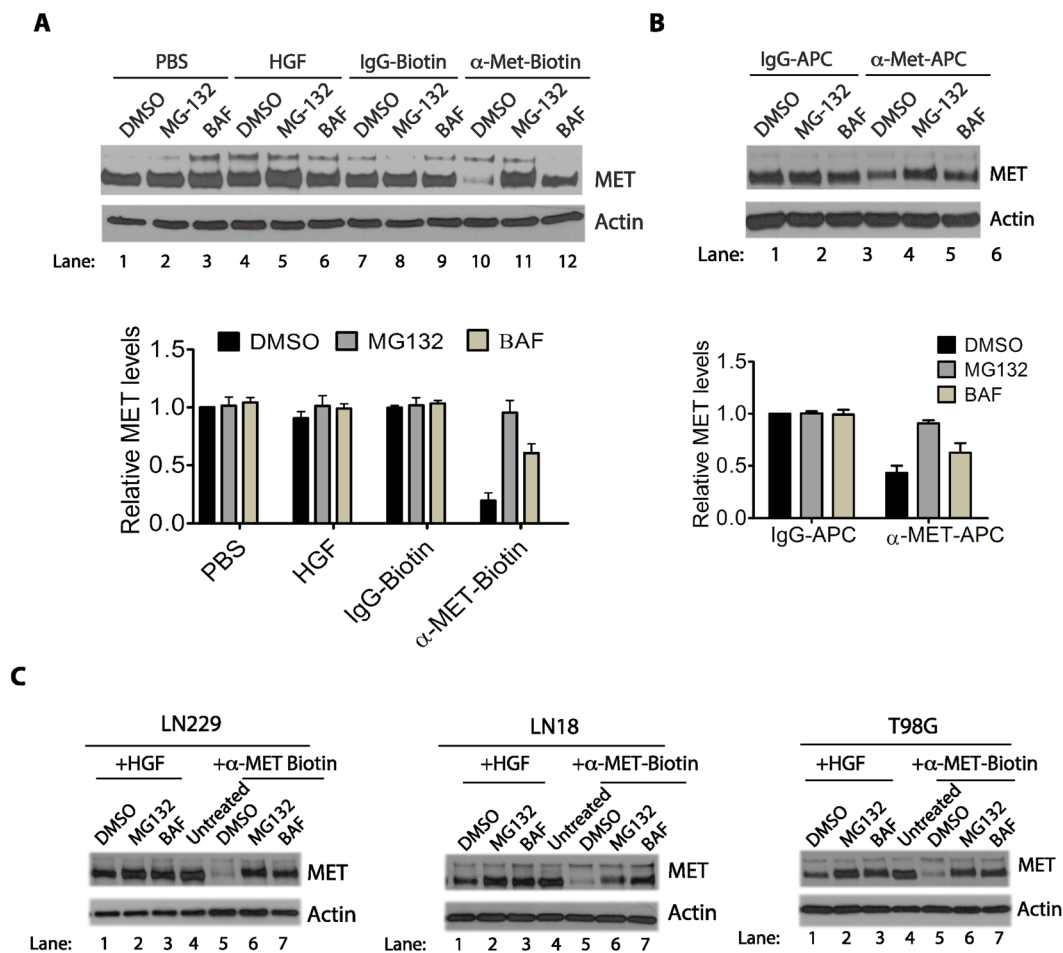 A
PBS HGF IgG-Biotin α-Met-Biotin
DMSO MG-132 BAF DMSO MG-132 BAF DMSO MG-132 BAF DMSO MG-132 BAF
MET
Actin
Lane: 1 2 3 4 5 6 7 8 9 10 11 12
DMSO MG132 BAF
Relative MET levels
1.5
1.0
0.5
0.0
PBS HGF IgG-Biotin α-MET-Biotin
B
IgG-APC α-Met-APC
DMSO MG-132 BAF DMSO MG-132 BAF
MET
Actin
Lane: 1 2 3 4 5 6
DMSO
MG132
BAF
Relative MET levels
1.5
1.0
0.5
0.0
IgG-APC α-MET-APC
C
LN229
+HGF +α-MET Biotin
DMSO MG132 BAF Untreated DMSO MG132 BAF
MET
Actin
Lane: 1 2 3 4 5 6 7
LN18
+HGF +α-MET-Biotin
DMSO MG132 BAF Untreated DMSO MG132 BAF
MET
Actin
Lane: 1 2 3 4 5 6 7
T98G
+HGF +α-MET-Biotin
DMSO MG132 BAF Untreated DMSO MG132 BAF
MET
Actin
Lane: 1 2 3 4 5 6 7